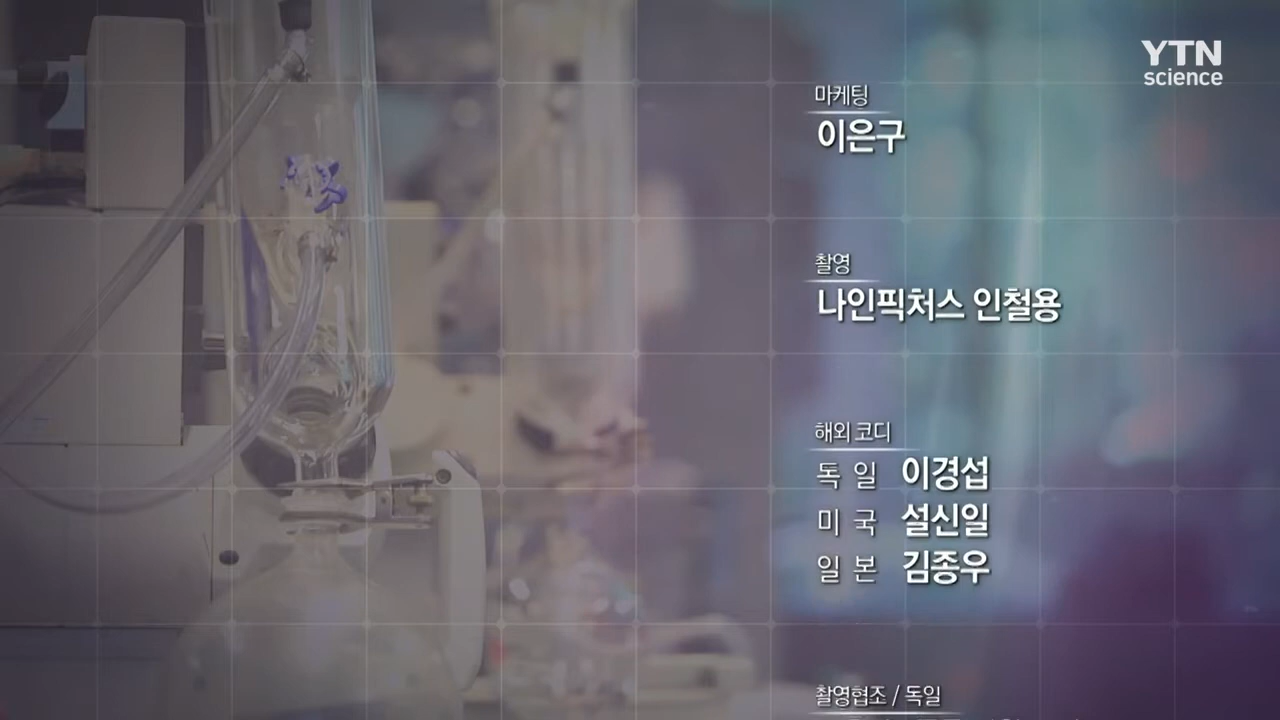 YTN
science
마케팅
이은구
촬영
나인픽처스 인철용
해외 코디
독 일 이경섭
미 국 설신일
일 본 김종우
촬영협조 / 독일